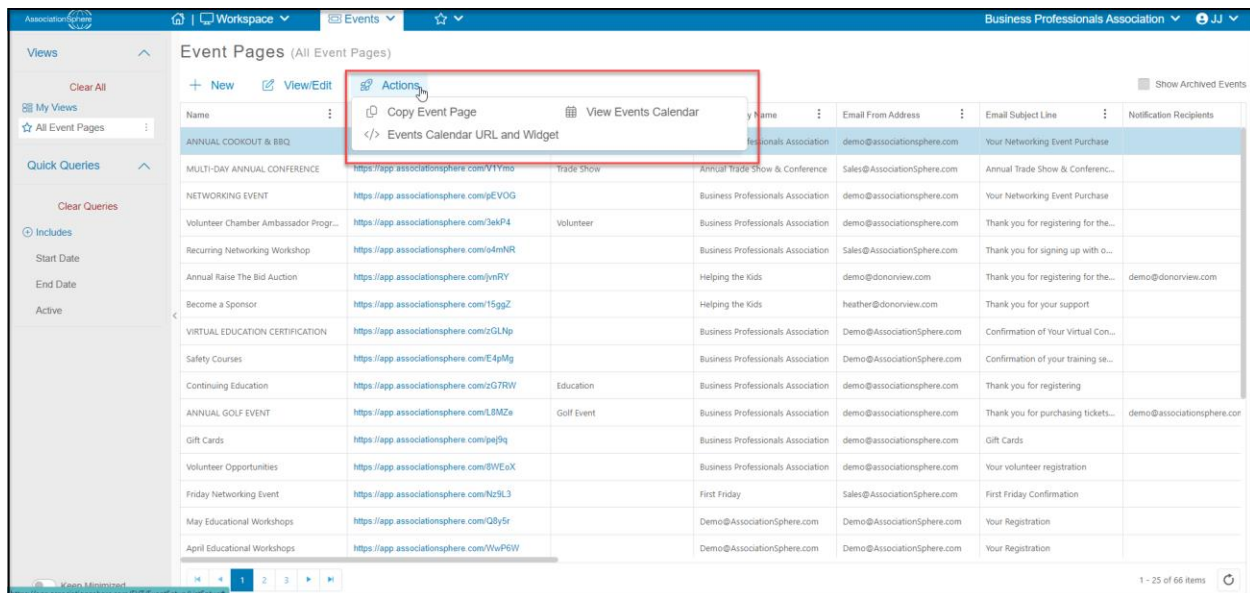 AssociationSphere | Workspace Events Business Professionals Association JJ
Views
Clear All
My Views
All Event Pages
Quick Queries
Clear Queries
Includes
Start Date
End Date
Active
Keep Minimized
Event Pages (All Event Pages)
New View/Edit Actions Show Archived Events
Copy Event Page View Events Calendar
</> Events Calendar URL and Widget
Name y Name Email From Address Email Subject Line Notification Recipients
ANNUAL COOKOUT & BBQ fessionals Association demo@associationsphere.com Your Networking Event Purchase
MULTI-DAY ANNUAL CONFERENCE https://app.associationsphere.com/V1Ymo Trade Show Annual Trade Show & Conference Sales@AssociationSphere.com Annual Trade Show & Conferenc...
NETWORKING EVENT https://app.associationsphere.com/pEVOG Business Professionals Association demo@associationsphere.com Your Networking Event Purchase
Volunteer Chamber Ambassador Progr... https://app.associationsphere.com/3ekP4 Volunteer Business Professionals Association demo@associationsphere.com Thank you for registering for the...
Recurring Networking Workshop https://app.associationsphere.com/o4mNR Business Professionals Association Sales@AssociationSphere.com Thank you for signing up with o...
Annual Raise The Bid Auction https://app.associationsphere.com/jvnRY Helping the Kids demo@donorview.com Thank you for registering for the... demo@donorview.com
Become a Sponsor https://app.associationsphere.com/15ggZ Helping the Kids heather@donorview.com Thank you for your support
VIRTUAL EDUCATION CERTIFICATION https://app.associationsphere.com/zGLNp Business Professionals Association Demo@AssociationSphere.com Confirmation of Your Virtual Con...
Safety Courses https://app.associationsphere.com/E4pMg Business Professionals Association Demo@AssociationSphere.com Confirmation of your training se...
Continuing Education https://app.associationsphere.com/zG7RW Education Business Professionals Association demo@associationsphere.com Thank you for registering
ANNUAL GOLF EVENT https://app.associationsphere.com/L8MZe Golf Event Business Professionals Association demo@associationsphere.com Thank you for purchasing tickets... demo@associationsphere.com
Gift Cards https://app.associationsphere.com/pej9q Business Professionals Association demo@associationsphere.com Gift Cards
Volunteer Opportunities https://app.associationsphere.com/8WEoX Business Professionals Association demo@associationsphere.com Your volunteer registration
Friday Networking Event https://app.associationsphere.com/Nz9L3 First Friday Sales@AssociationSphere.com First Friday Confirmation
May Educational Workshops https://app.associationsphere.com/Q8y5r Demo@AssociationSphere.com Demo@AssociationSphere.com Your Registration
April Educational Workshops https://app.associationsphere.com/WwP6W Demo@AssociationSphere.com Demo@AssociationSphere.com Your Registration
1 2 3 1 - 25 of 66 items